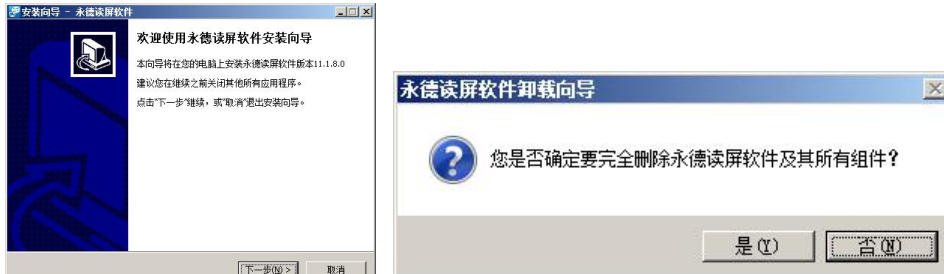 安装向导 - 永德读屏软件
欢迎使用永德读屏软件安装向导
本向导将在您的电脑上安装永德读屏软件版本11.1.8.0
建议您在继续之前关闭其他所有应用程序。
点击"下一步"继续，或"取消"退出安装向导。
下一步(N) >
取消
永德读屏软件卸载向导
您是否确定要完全删除永德读屏软件及其所有组件？
是(Y)
否(N)